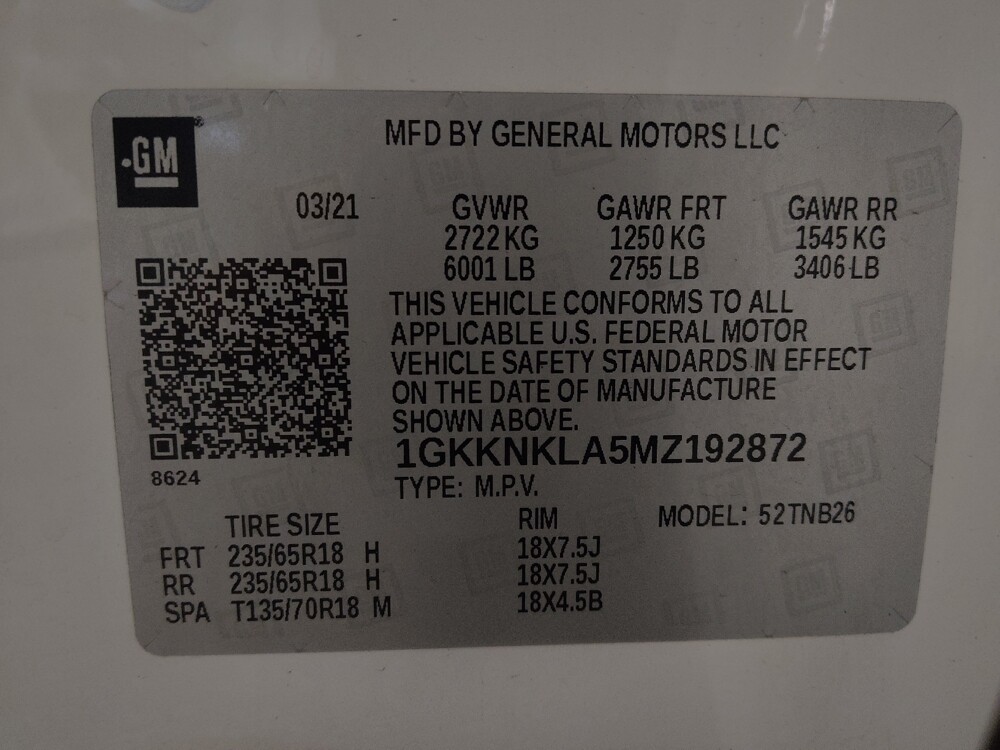 GM
MFD BY GENERAL MOTORS LLC
03/21 GVWR GAWR FRT GAWR RR
2722 KG 1250 KG 1545 KG
6001 LB 2755 LB 3406 LB
THIS VEHICLE CONFORMS TO ALL
APPLICABLE U.S. FEDERAL MOTOR
VEHICLE SAFETY STANDARDS IN EFFECT
ON THE DATE OF MANUFACTURE
SHOWN ABOVE.
1GKKNKLA5MZ192872
8624
TYPE: M.P.V.
TIRE SIZE RIM MODEL: 52TNB26
FRT 235/65R18 H 18X7.5J
RR 235/65R18 H 18X7.5J
SPA T135/70R18 M 18X4.5B